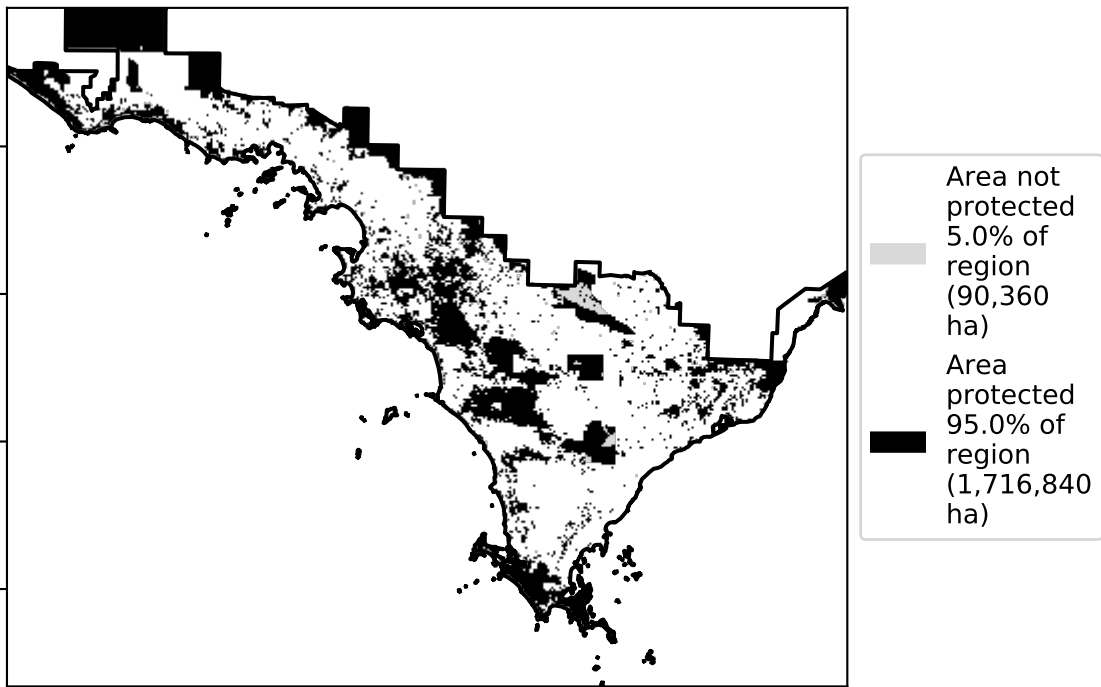 Area not
protected
5.0% of
region
(90,360
ha)
Area
protected
95.0% of
region
(1,716,840
ha)